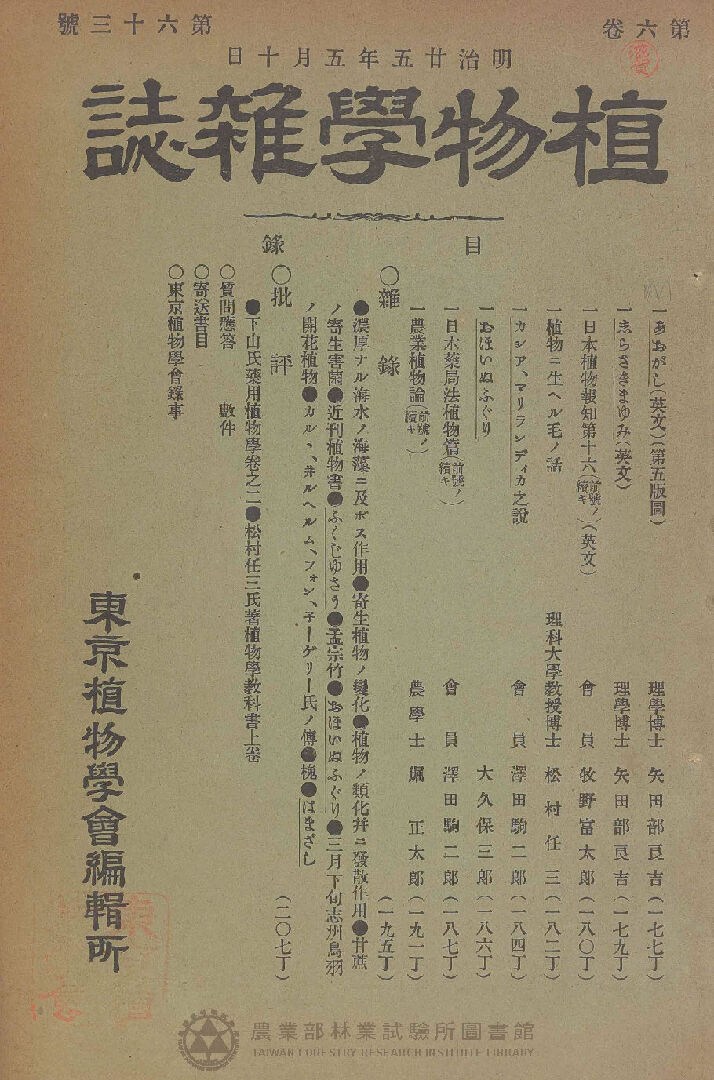 第六卷
第六十三號
明治廿五年五月十日
植物學雜誌
目錄
一あおがし(英文)(第五版圖) 理學博士 矢田部良吉(一七七丁)
一しらさきまゆみ(英文) 理學博士 矢田部良吉(一七九丁)
一日本植物報知第十六(前號ノ續キ)(英文) 會員 牧野富太郎(一八〇丁)
一植物ニ生ヘル毛ノ話 理科大學教授博士 松村任三(一八二丁)
一カシア、マリランディカ之說 會員 澤田駒二郎(一八四丁)
一おほいぬふぐり 大久保三郎(一八六丁)
一日本藥局法植物篇(前號ノ續キ) 會員 澤田駒二郎(一八七丁)
一農業植物論(前號ノ續キ) 農學士 堀正太郎(一九一丁)
〇雜錄 (一九五丁)
●濃厚ナル海水ノ海藻ニ及ボス作用●寄生植物ノ變化●植物ノ類化幷ニ發散作用●甘蔗
ノ寄生害菌●近刊植物書●ふくじゆさう●孟宗竹●おほいぬふぐり●三月下旬志州鳥羽
ノ開花植物●カル、井ルヘルム、フォン、子ーゲリー氏ノ傳●槐●はまざし
〇批評 (二〇七丁)
●下山氏藥用植物學卷之二●松村任三氏著植物學教科書上卷
〇質問應答 數件
〇寄送書目
〇東京植物學會錄事
東京植物學會編輯所
農業部林業試驗所圖書館
TAIWAN FORESTRY RESEARCH INSTITUTE LIBRARY